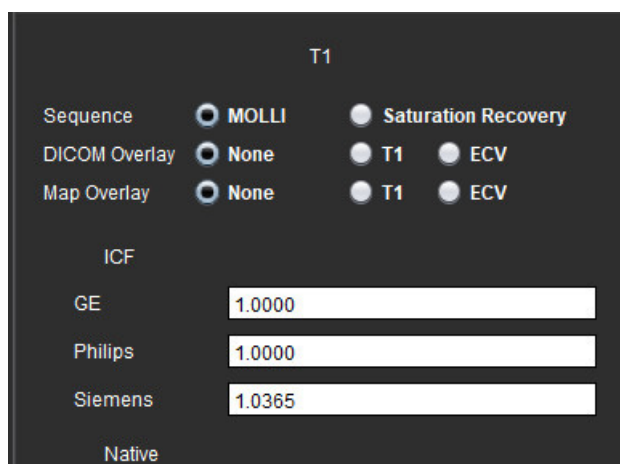 T1
Sequence MOLLI Saturation Recovery
DICOM Overlay None T1 ECV
Map Overlay None T1 ECV
ICF
GE 1.0000
Philips 1.0000
Siemens 1.0365
Native